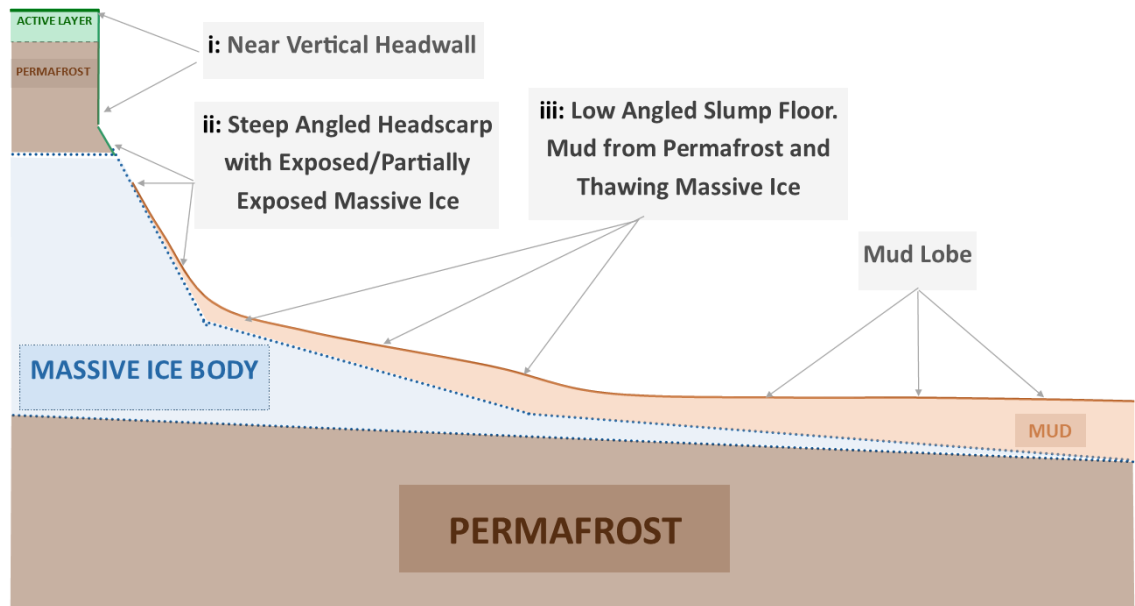 ACTIVE LAYER
PERMAFROST
i: Near Vertical Headwall
ii: Steep Angled Headscarp
with Exposed/Partially
Exposed Massive Ice
iii: Low Angled Slump Floor.
Mud from Permafrost and
Thawing Massive Ice
Mud Lobe
MASSIVE ICE BODY
MUD
PERMAFROST